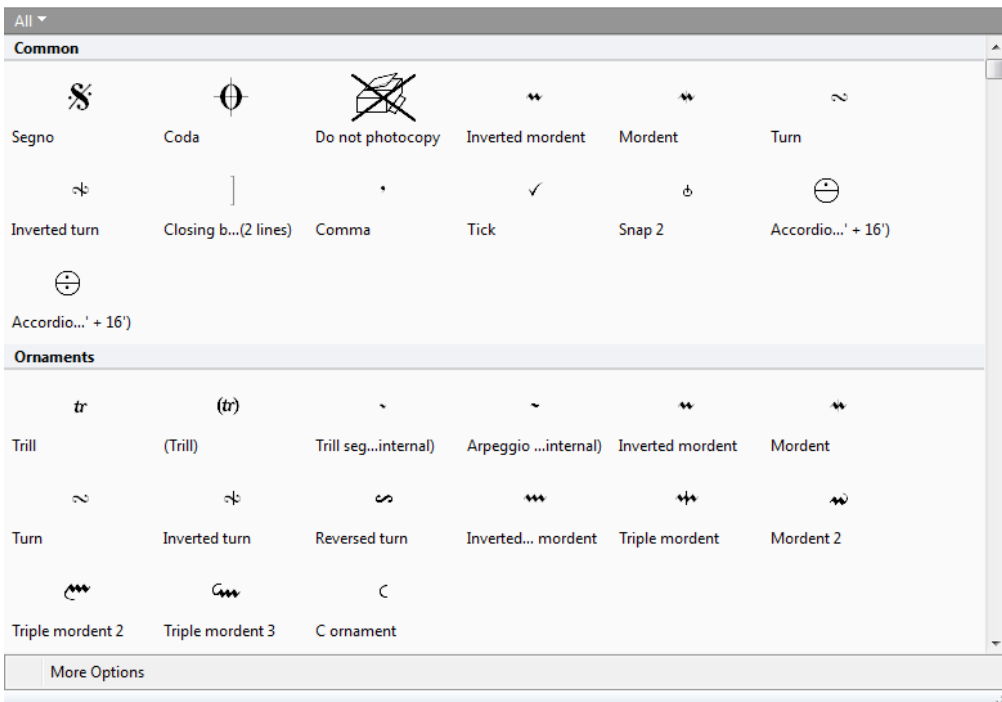 All
Common
Segno Coda Do not photocopy Inverted mordent Mordent Turn
Inverted turn Closing b...(2 lines) Comma Tick Snap 2 Accordio...' + 16')
Accordio...' + 16')
Ornaments
tr (tr)
Trill (Trill) Trill seg...internal) Arpeggio ...internal) Inverted mordent Mordent
Turn Inverted turn Reversed turn Inverted... mordent Triple mordent Mordent 2
Triple mordent 2 Triple mordent 3 C ornament
More Options